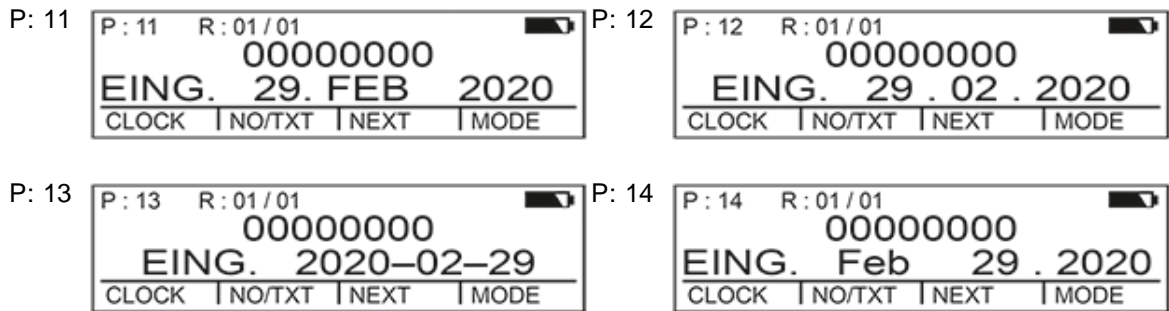 P: 11
P : 11 R : 01 / 01
00000000
EING. 29. FEB 2020
CLOCK NO/TXT NEXT MODE
P: 12
P : 12 R : 01 / 01
00000000
EING. 29 . 02 . 2020
CLOCK NO/TXT NEXT MODE
P: 13
P : 13 R : 01 / 01
00000000
EING. 2020–02–29
CLOCK NO/TXT NEXT MODE
P: 14
P : 14 R : 01 / 01
00000000
EING. Feb 29 . 2020
CLOCK NO/TXT NEXT MODE